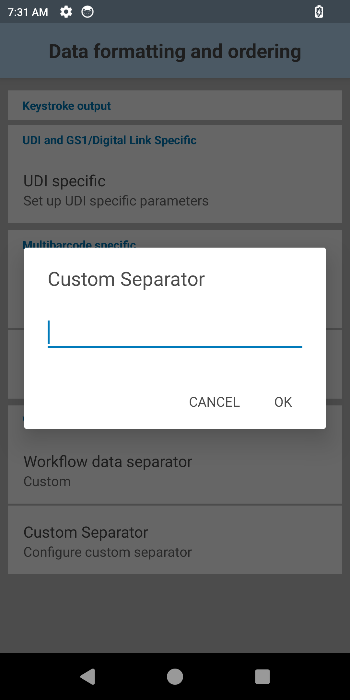 7:31 AM
Data formatting and ordering
Keystroke output
UDI and GS1/Digital Link Specific
UDI specific
Set up UDI specific parameters
Multibarcode specific
Custom Separator
CANCEL OK
Workflow data separator
Custom
Custom Separator
Configure custom separator